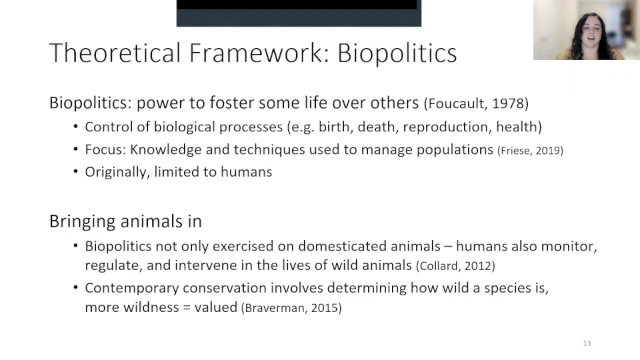 Theoretical Framework: Biopolitics
Biopolitics: power to foster some life over others (Foucault, 1978)
• Control of biological processes (e.g. birth, death, reproduction, health)
• Focus: Knowledge and techniques used to manage populations (Friese, 2019)
• Originally, limited to humans
Bringing animals in
• Biopolitics not only exercised on domesticated animals – humans also monitor,
regulate, and intervene in the lives of wild animals (Collard, 2012)
• Contemporary conservation involves determining how wild a species is,
more wildness = valued (Braverman, 2015)
13